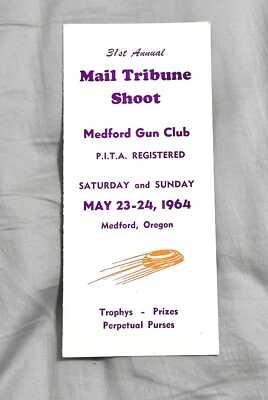 31st Annual
Mail Tribune
Shoot
Medford Gun Club
P.I.T.A. REGISTERED
SATURDAY and SUNDAY
MAY 23-24, 1964
Medford, Oregon
Trophys - Prizes
Perpetual Purses